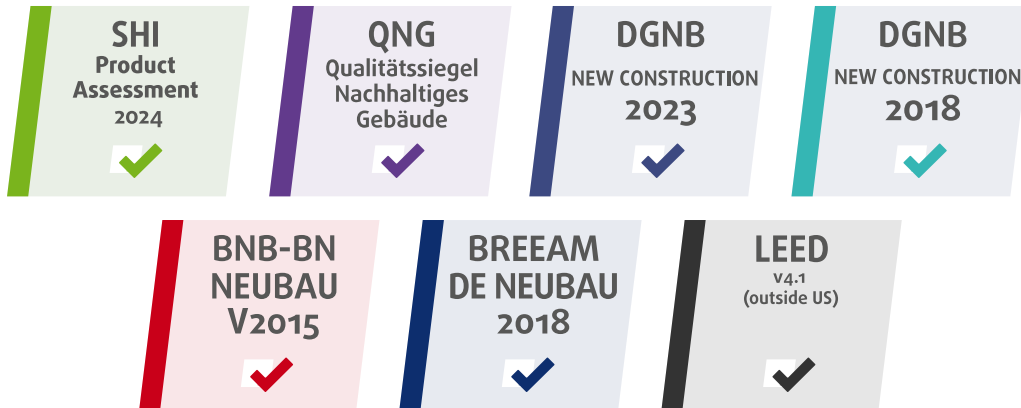 SHI
Product
Assessment
2024
QNG
Qualitätssiegel
Nachhaltiges
Gebäude
DGNB
NEW CONSTRUCTION
2023
DGNB
NEW CONSTRUCTION
2018
BNB-BN
NEUBAU
V2015
BREEAM
DE NEUBAU
2018
LEED
v4.1
(outside US)